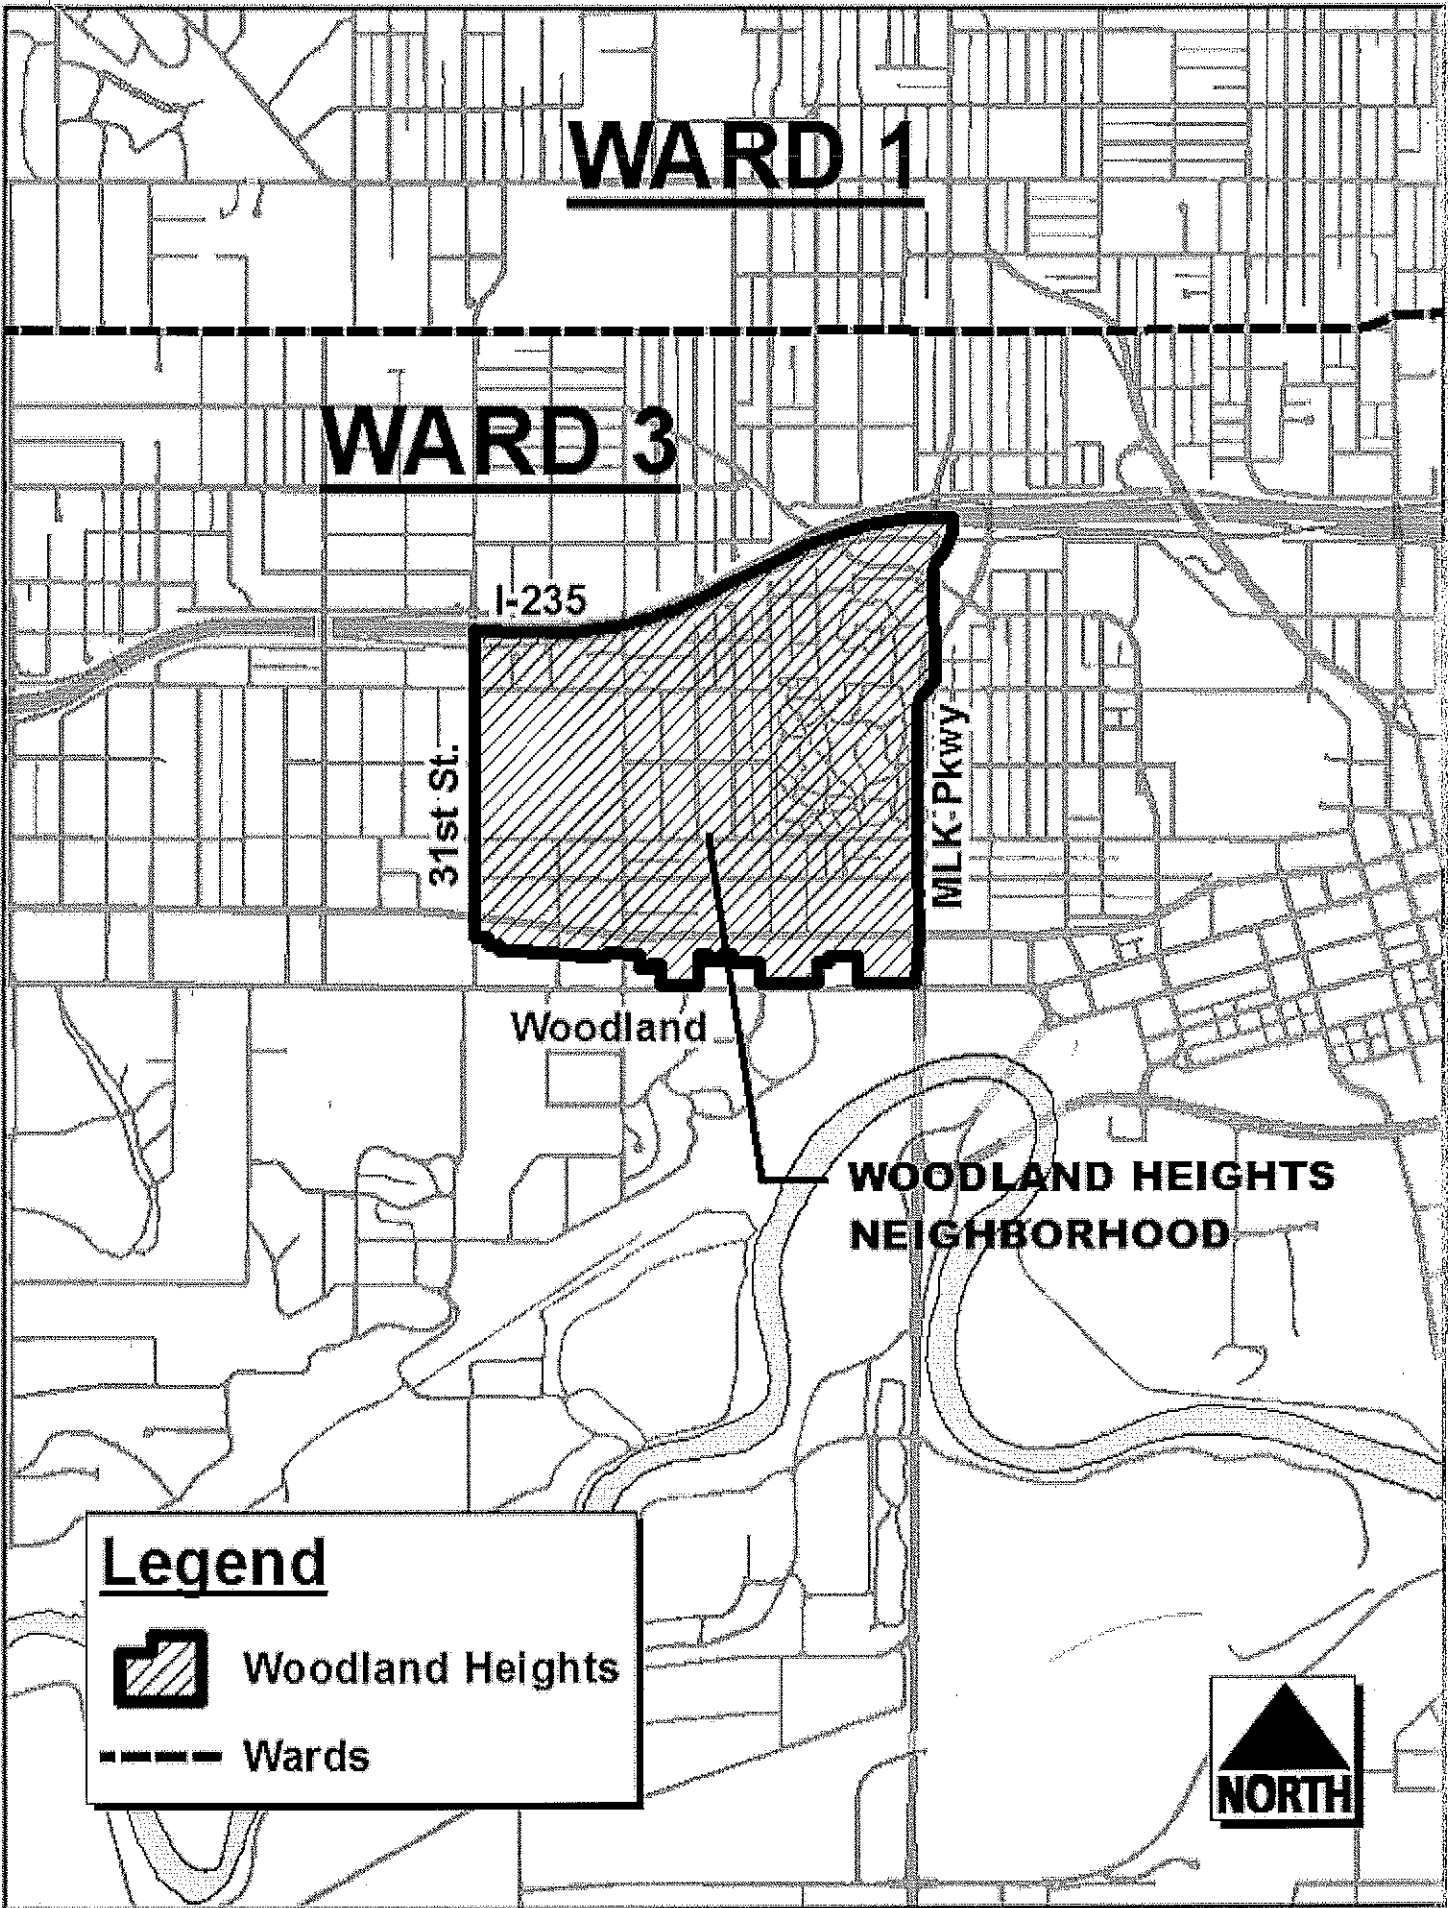 WARD 1
WARD 3
I-235
31st St.
MLK Pkwy
Woodland
WOODLAND HEIGHTS
NEIGHBORHOOD
Legend
Woodland Heights
Wards
NORTH